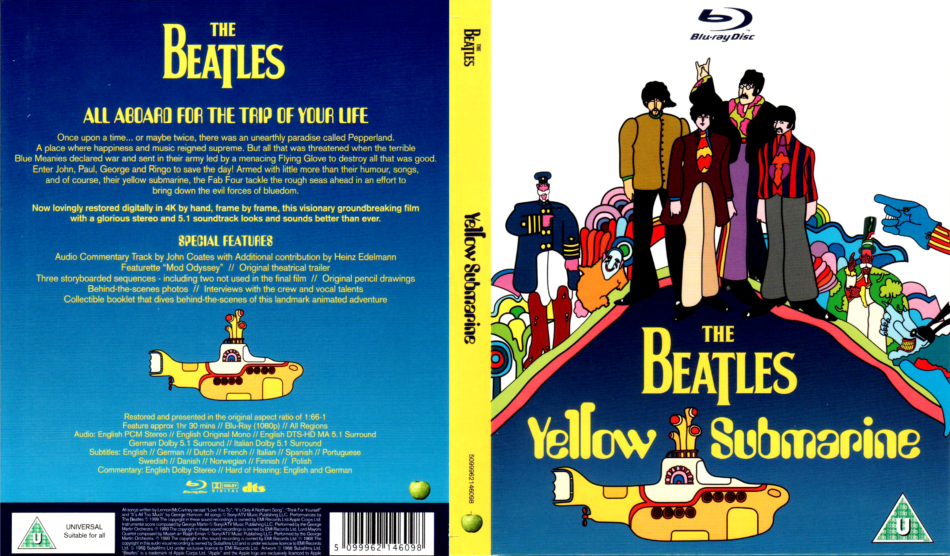 THE
BEATLES
ALL ABOARD FOR THE TRIP OF YOUR LIFE
Once upon a time... or maybe twice, there was an unearthly paradise called Pepperland.
A place where happiness and music reigned supreme. But all that was threatened when the terrible
Blue Meanies declared war and sent in their army led by a menacing Flying Glove to destroy all that was good.
Enter John, Paul, George and Ringo to save the day! Armed with little more than their humour, songs,
and of course, their yellow submarine, the Fab Four tackle the rough seas ahead in an effort to
bring down the evil forces of bluedom.
Now lovingly restored digitally in 4K by hand, frame by frame, this visionary groundbreaking film
with a glorious stereo and 5.1 soundtrack looks and sounds better than ever.
SPECIAL FEATURES
Audio Commentary Track by John Coates with Additional contribution by Heinz Edelmann
Featurette “Mod Odyssey” // Original theatrical trailer
Three storyboarded sequences - including two not used in the final film // Original pencil drawings
Behind-the-scenes photos // Interviews with the crew and vocal talents
Collectible booklet that dives behind-the-scenes of this landmark animated adventure
Restored and presented in the original aspect ratio of 1:66-1
Feature approx 1hr 30 mins // Blu-Ray (1080p) // All Regions
Audio: English PCM Stereo // English Original Mono // English DTS-HD MA 5.1 Surround
German Dolby 5.1 Surround // Italian Dolby 5.1 Surround
Subtitles: English // German // Dutch // French // Italian // Spanish // Portuguese
Swedish // Danish // Norwegian // Finnish // Polish
Commentary: English Dolby Stereo // Hard of Hearing: English and German
DOLBY
DIGITAL
dts
U
UNIVERSAL
Suitable for all
5 099962 146098
THE
BEATLES
Yellow Submarine
5099962146098
Blu-ray Disc
THE
BEATLES
Yellow Submarine
U